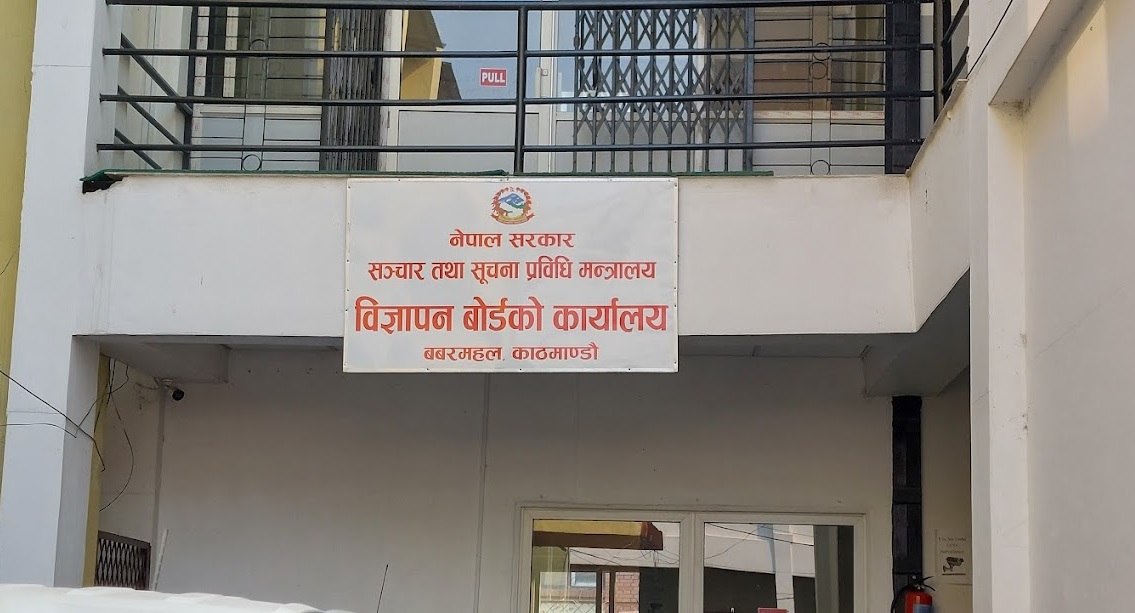 PULL
नेपाल सरकार
सञ्चार तथा सूचना प्रविधि मन्त्रालय
विज्ञापन बोर्डको कार्यालय
बबरमहल, काठमाण्डौ